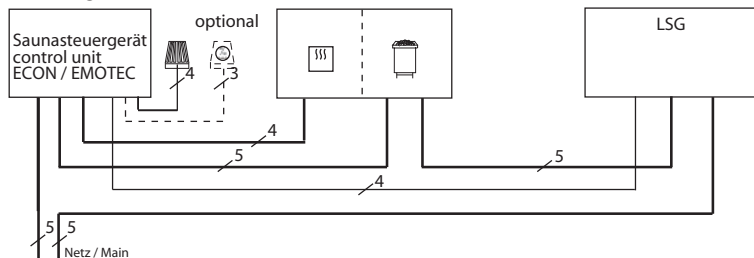 optional
Saunasteuergerät
control unit
ECON / EMOTEC
LSG
4
3
4
5
5
4
5
5
Netz / Main